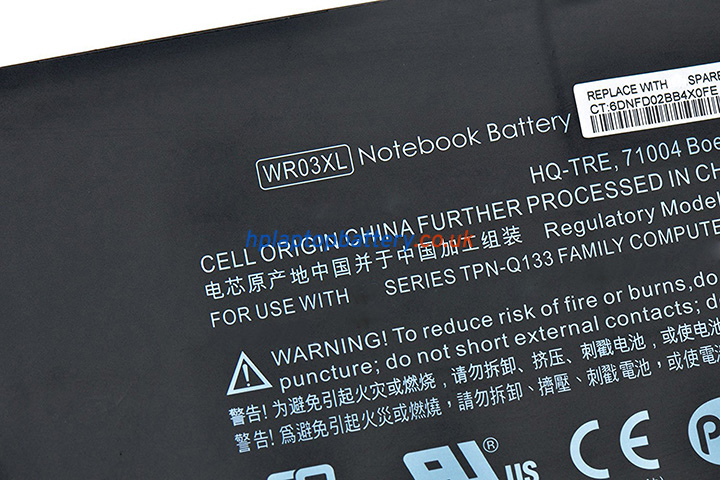 REPLACE WITH SPARE
CT:6DNFD02BB4X0FE
WR03XL Notebook Battery
HQ-TRE, 71004 Boe
CELL ORIGIN CHINA FURTHER PROCESSED IN CH
hplaptopbattery.co.uk
电芯原产地中国并于中国加工组装 Regulatory Model
FOR USE WITH SERIES TPN-Q133 FAMILY COMPUTE
WARNING! To reduce risk of fire or burns, do
puncture; do not short external contacts; d
警告! 为避免引起火灾或燃烧，请勿拆卸、挤压、刺戳电池，或使电
警告! 爲避免引起火災或燃燒，請勿拆卸、擠壓、刺戳電池，或使電池
®
US
CE